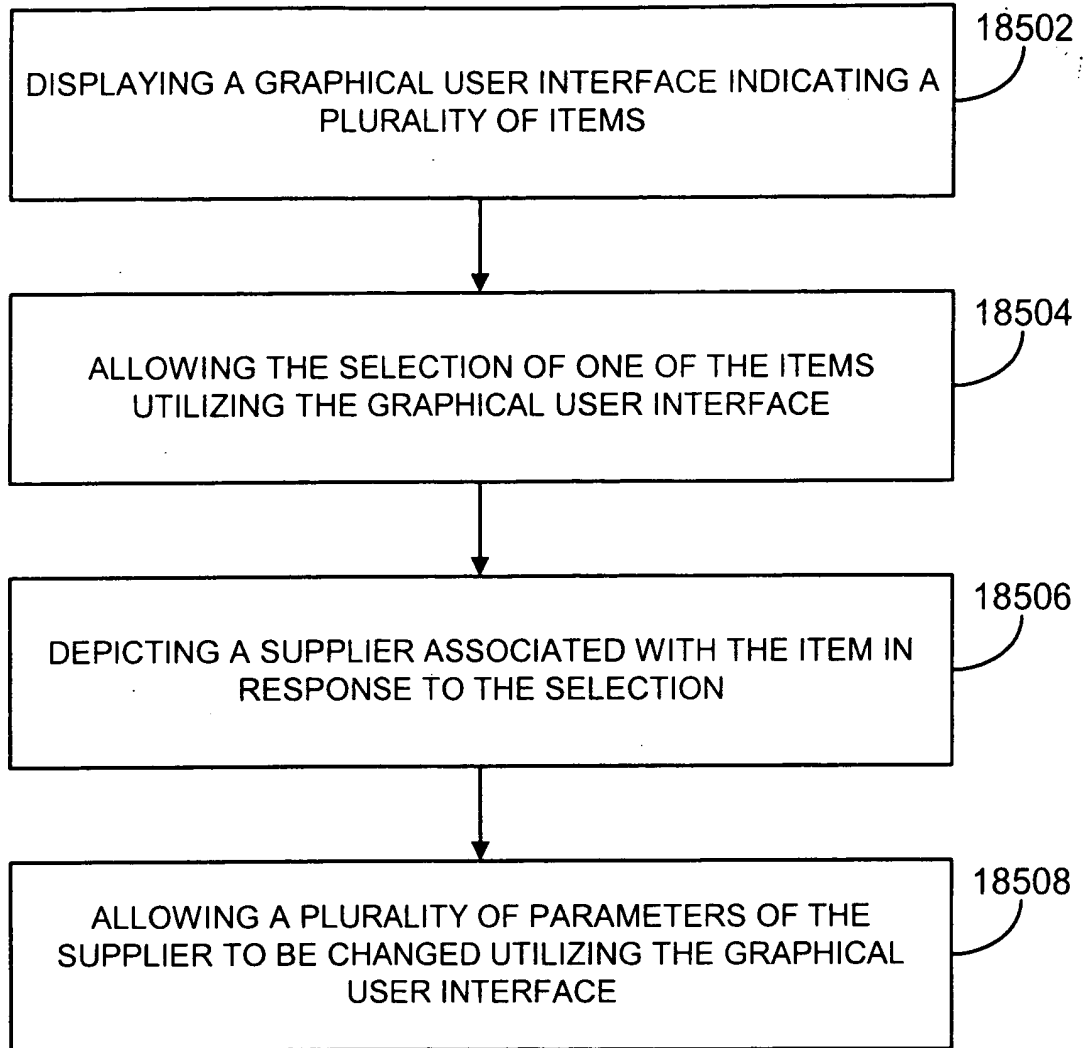 18502
DISPLAYING A GRAPHICAL USER INTERFACE INDICATING A
PLURALITY OF ITEMS
18504
ALLOWING THE SELECTION OF ONE OF THE ITEMS
UTILIZING THE GRAPHICAL USER INTERFACE
18506
DEPICTING A SUPPLIER ASSOCIATED WITH THE ITEM IN
RESPONSE TO THE SELECTION
18508
ALLOWING A PLURALITY OF PARAMETERS OF THE
SUPPLIER TO BE CHANGED UTILIZING THE GRAPHICAL
USER INTERFACE